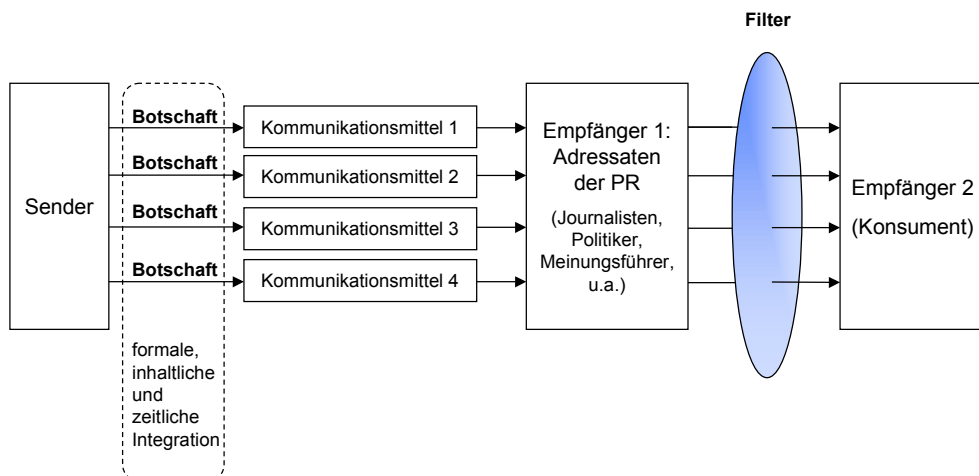 Filter
Sender
Botschaft
Botschaft
Botschaft
Botschaft
formale,
inhaltliche
und
zeitliche
Integration
Kommunikationsmittel 1
Kommunikationsmittel 2
Kommunikationsmittel 3
Kommunikationsmittel 4
Empfänger 1:
Adressaten
der PR
(Journalisten,
Politiker,
Meinungsführer,
u.a.)
Empfänger 2
(Konsument)